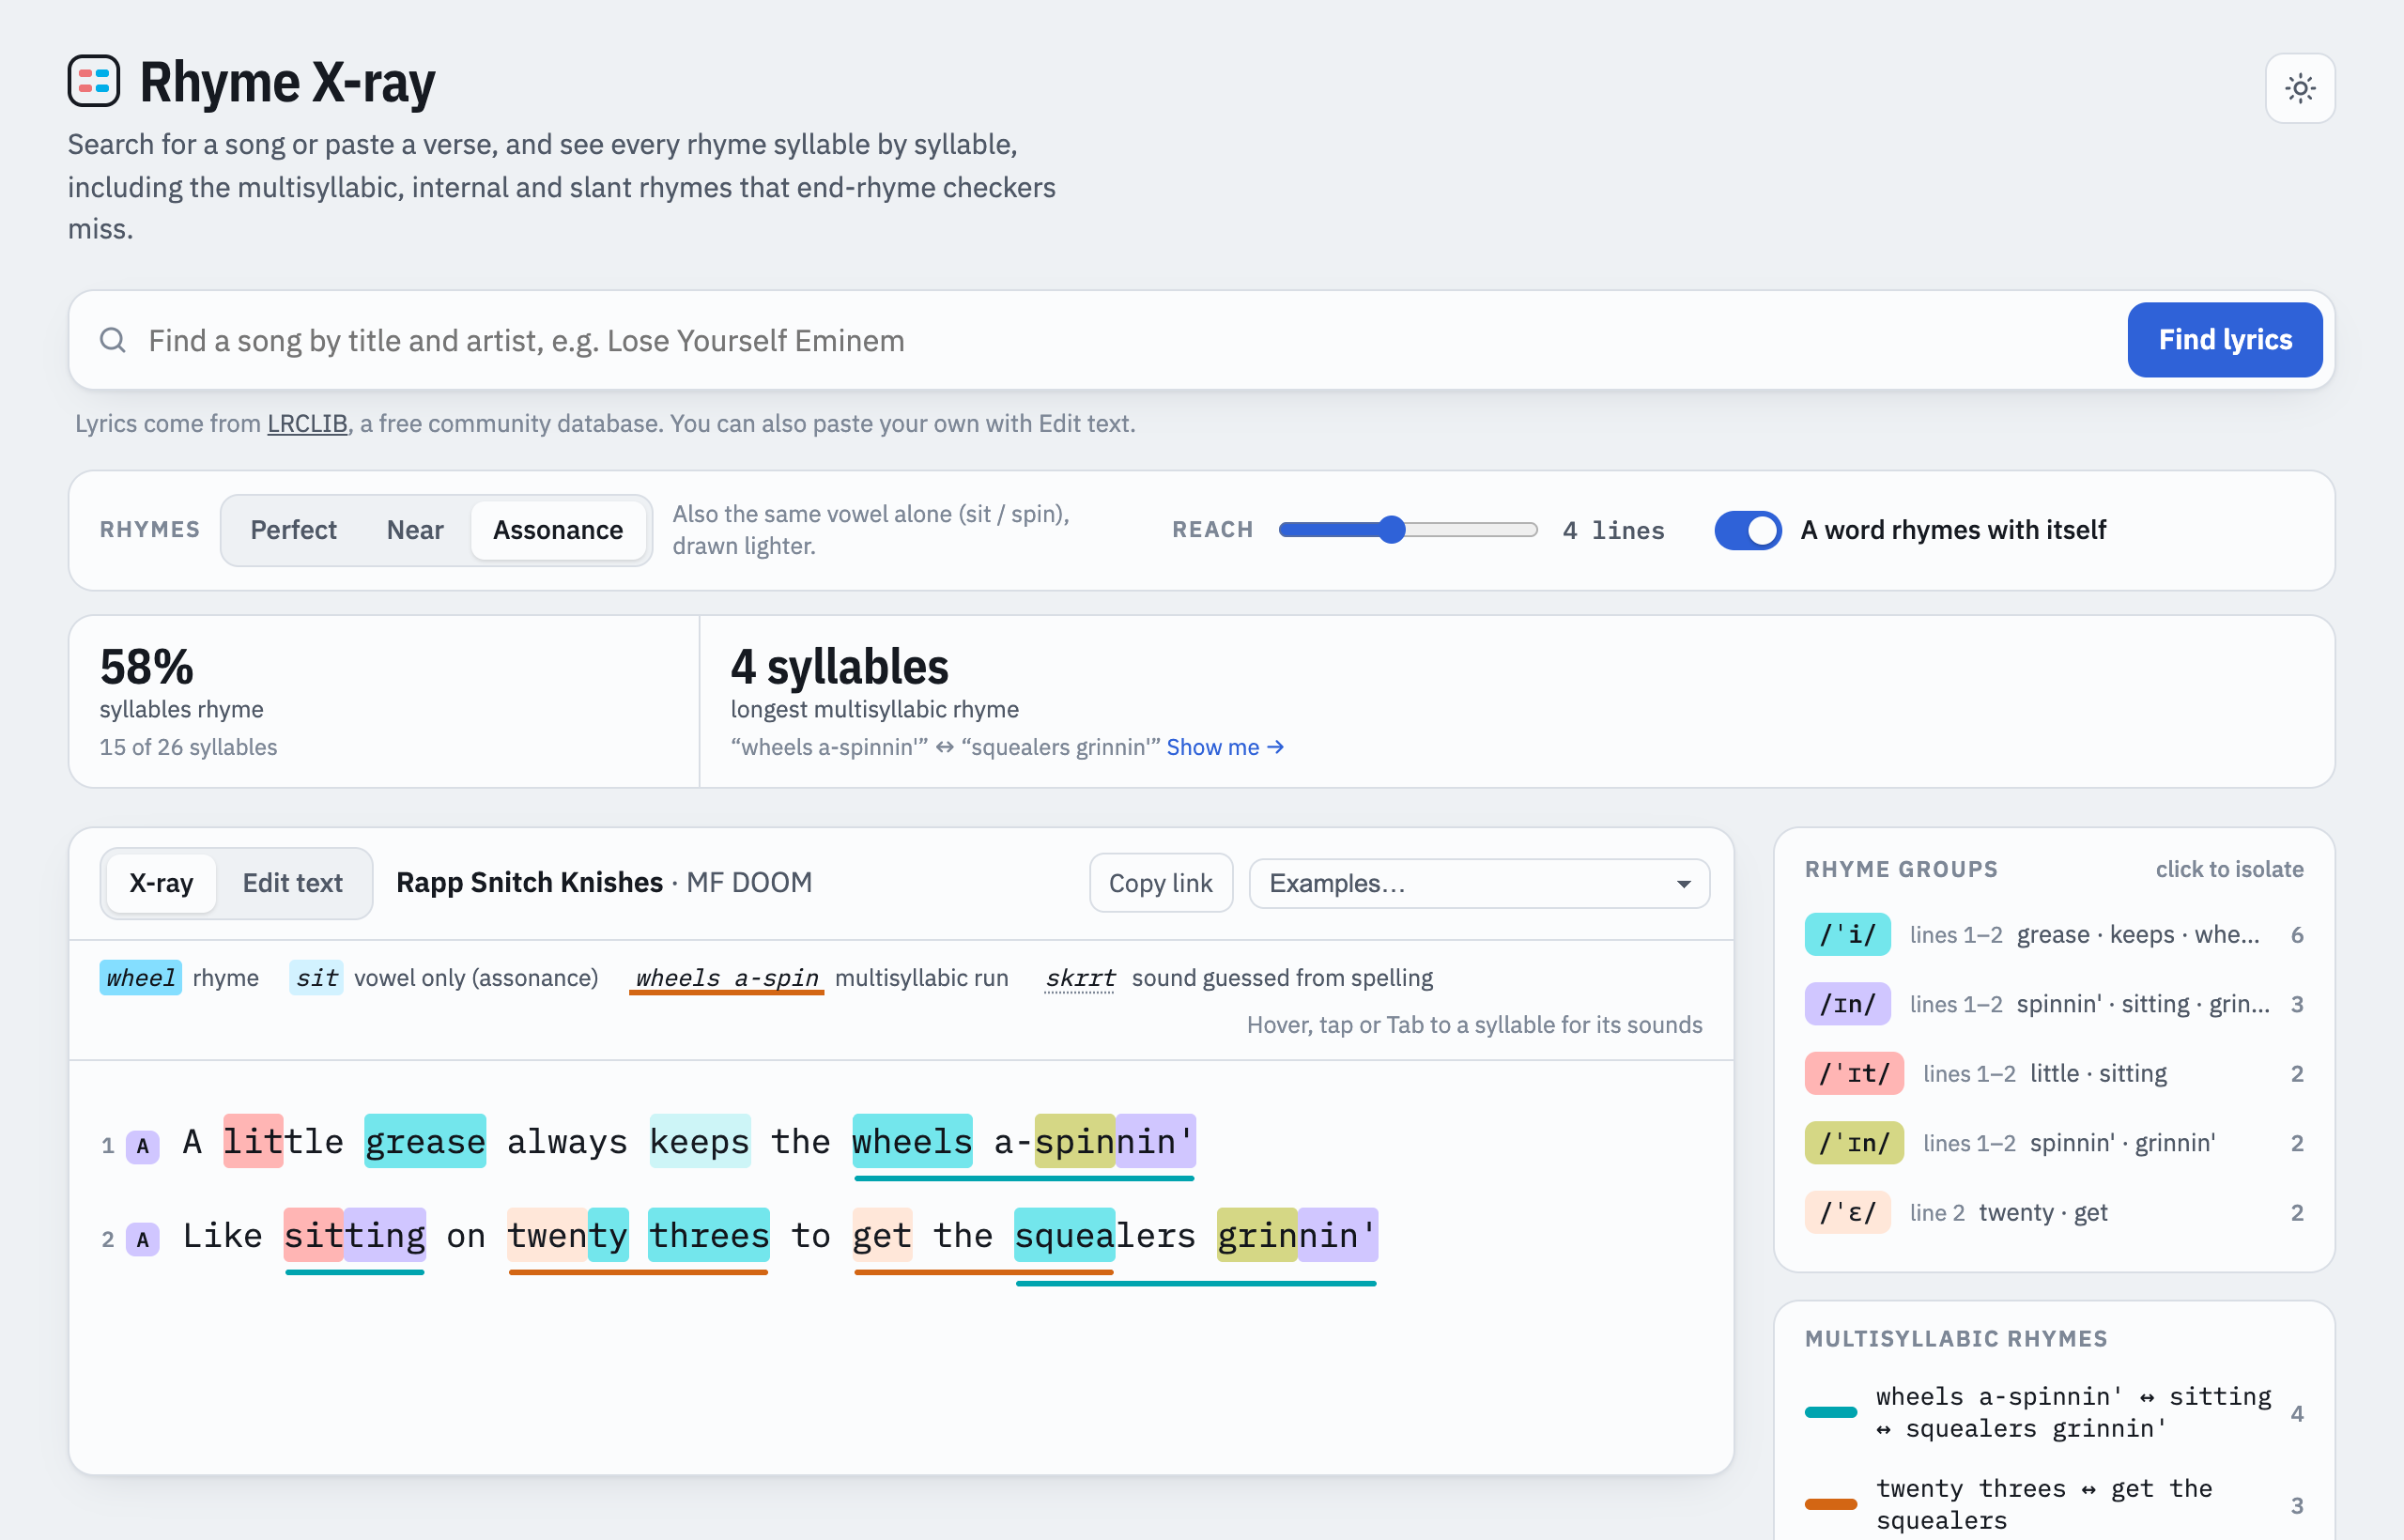 Rhyme X-ray
Search for a song or paste a verse, and see every rhyme syllable by syllable,
including the multisyllabic, internal and slant rhymes that end-rhyme checkers
miss.
Find a song by title and artist, e.g. Lose Yourself Eminem
Find lyrics
Lyrics come from LRCLIB, a free community database. You can also paste your own with Edit text.
RHYMES
Perfect
Near
Assonance
Also the same vowel alone (sit / spin),
drawn lighter.
REACH
4 lines
A word rhymes with itself
58%
syllables rhyme
15 of 26 syllables
4 syllables
longest multisyllabic rhyme
“wheels a-spinnin'” ↔ “squealers grinnin'” Show me →
X-ray
Edit text
Rapp Snitch Knishes · MF DOOM
Copy link
Examples...
wheel rhyme
sit vowel only (assonance)
wheels a-spin multisyllabic run
skrrt sound guessed from spelling
Hover, tap or Tab to a syllable for its sounds
1 A A little grease always keeps the wheels a-spinnin'
2 A Like sitting on twenty threes to get the squealers grinnin'
RHYME GROUPS
click to isolate
/ˈi/ lines 1–2 grease · keeps · whe... 6
/ɪn/ lines 1–2 spinnin' · sitting · grin... 3
/ˈɪt/ lines 1–2 little · sitting 2
/ˈɪn/ lines 1–2 spinnin' · grinnin' 2
/ˈɛ/ line 2 twenty · get 2
MULTISYLLABIC RHYMES
wheels a-spinnin' ↔ sitting
↔ squealers grinnin'
4
twenty threes ↔ get the
squealers
3